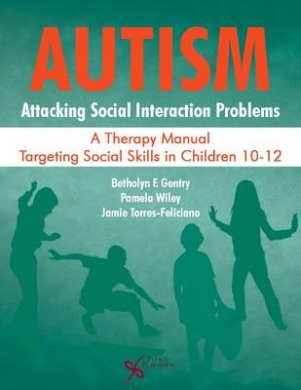 AUTISM
Attacking Social Interaction Problems
A Therapy Manual
Targeting Social Skills in Children 10-12
Betholyn F. Gentry
Pamela Wiley
Jamie Torres-Feliciano